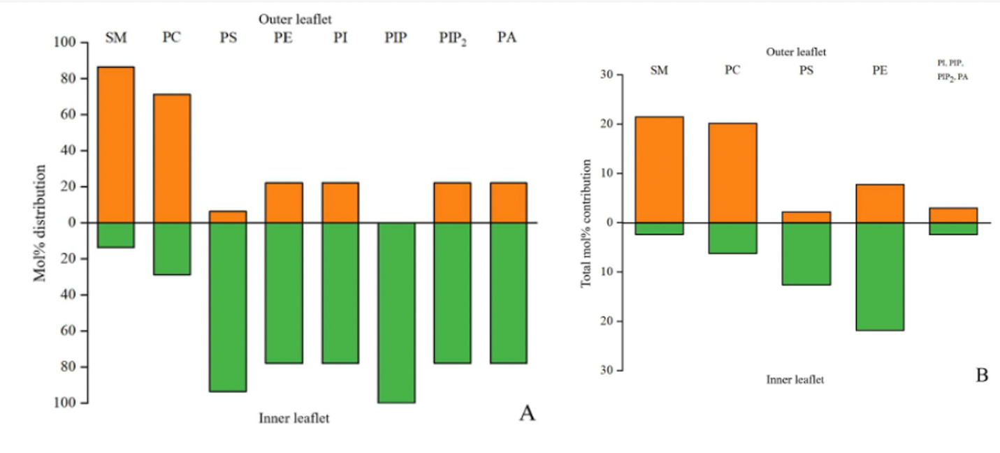 Outer leaflet
SM PC PS PE PI PIP PIP₂ PA
100
80
60
40
20
0
20
40
60
80
100
Mol% distribution
Inner leaflet
A
Outer leaflet
SM PC PS PE PI, PIP,
PIP₂, PA
30
20
10
0
10
20
30
Total mol% contribution
Inner leaflet
B